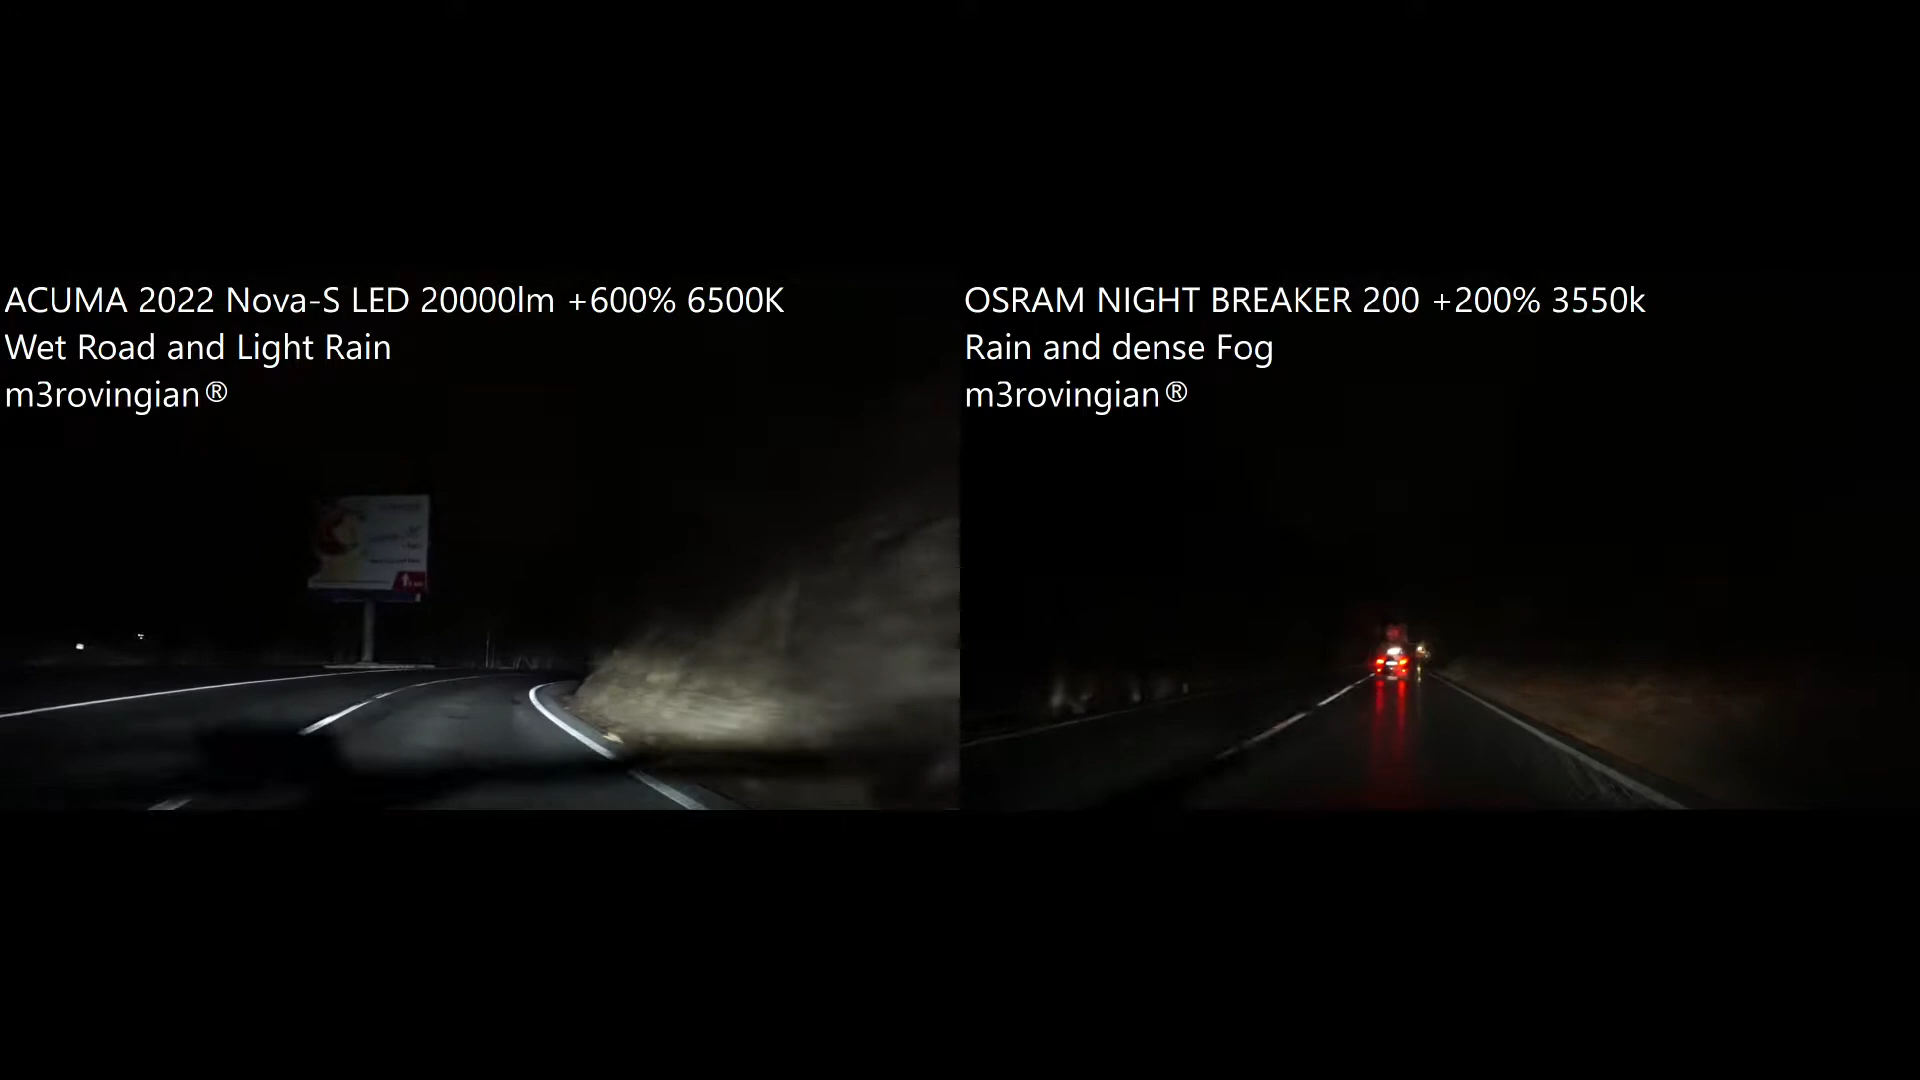 ACUMA 2022 Nova-S LED 20000lm +600% 6500K
Wet Road and Light Rain
m3rovingian®
OSRAM NIGHT BREAKER 200 +200% 3550k
Rain and dense Fog
m3rovingian®